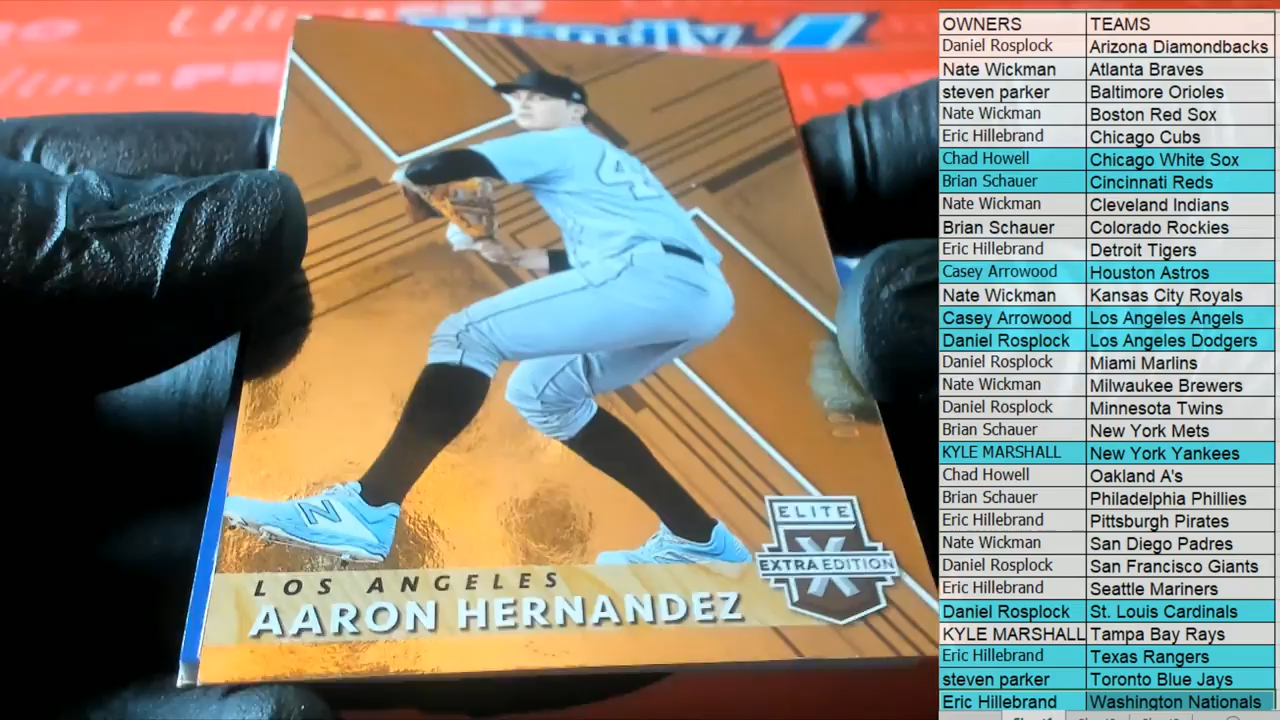 LOS ANGELES
AARON HERNANDEZ
ELITE
X
EXTRA EDITION
4
N
OWNERS TEAMS
Daniel Rosplock Arizona Diamondbacks
Nate Wickman Atlanta Braves
steven parker Baltimore Orioles
Nate Wickman Boston Red Sox
Eric Hillebrand Chicago Cubs
Chad Howell Chicago White Sox
Brian Schauer Cincinnati Reds
Nate Wickman Cleveland Indians
Brian Schauer Colorado Rockies
Eric Hillebrand Detroit Tigers
Casey Arrowood Houston Astros
Nate Wickman Kansas City Royals
Casey Arrowood Los Angeles Angels
Daniel Rosplock Los Angeles Dodgers
Daniel Rosplock Miami Marlins
Nate Wickman Milwaukee Brewers
Daniel Rosplock Minnesota Twins
Brian Schauer New York Mets
KYLE MARSHALL New York Yankees
Chad Howell Oakland A's
Brian Schauer Philadelphia Phillies
Eric Hillebrand Pittsburgh Pirates
Nate Wickman San Diego Padres
Daniel Rosplock San Francisco Giants
Eric Hillebrand Seattle Mariners
Daniel Rosplock St. Louis Cardinals
KYLE MARSHALL Tampa Bay Rays
Eric Hillebrand Texas Rangers
steven parker Toronto Blue Jays
Eric Hillebrand Washington Nationals